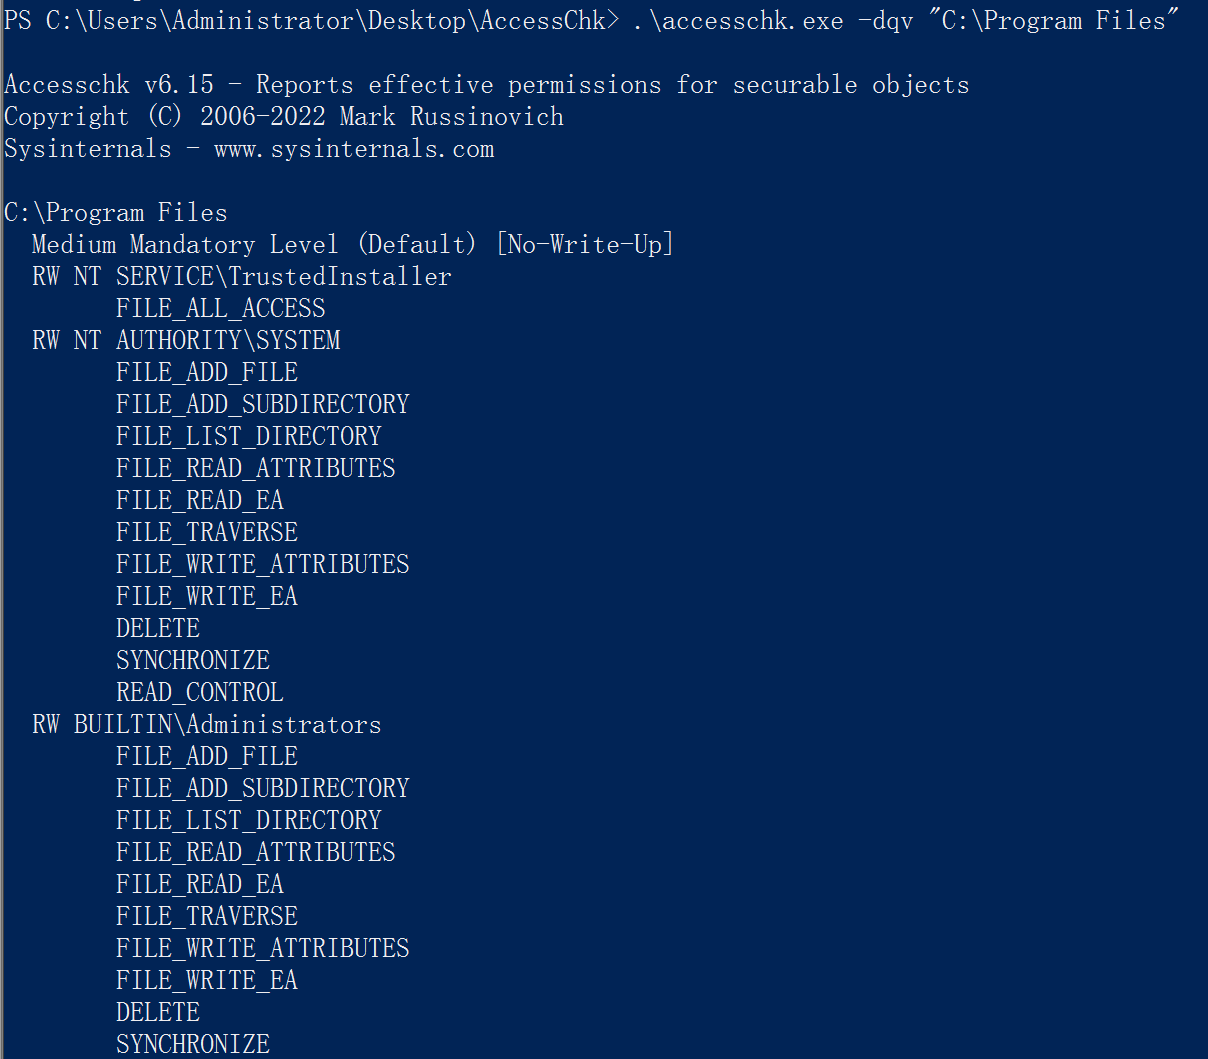 PS C:\Users\Administrator\Desktop\AccessChk> .\accesschk.exe -dqv "C:\Program Files"
Accesschk v6.15 - Reports effective permissions for securable objects
Copyright (C) 2006-2022 Mark Russinovich
Sysinternals - www.sysinternals.com
C:\Program Files
Medium Mandatory Level (Default) [No-Write-Up]
RW NT SERVICE\TrustedInstaller
FILE_ALL_ACCESS
RW NT AUTHORITY\SYSTEM
FILE_ADD_FILE
FILE_ADD_SUBDIRECTORY
FILE_LIST_DIRECTORY
FILE_READ_ATTRIBUTES
FILE_READ_EA
FILE_TRAVERSE
FILE_WRITE_ATTRIBUTES
FILE_WRITE_EA
DELETE
SYNCHRONIZE
READ_CONTROL
RW BUILTIN\Administrators
FILE_ADD_FILE
FILE_ADD_SUBDIRECTORY
FILE_LIST_DIRECTORY
FILE_READ_ATTRIBUTES
FILE_READ_EA
FILE_TRAVERSE
FILE_WRITE_ATTRIBUTES
FILE_WRITE_EA
DELETE
SYNCHRONIZE